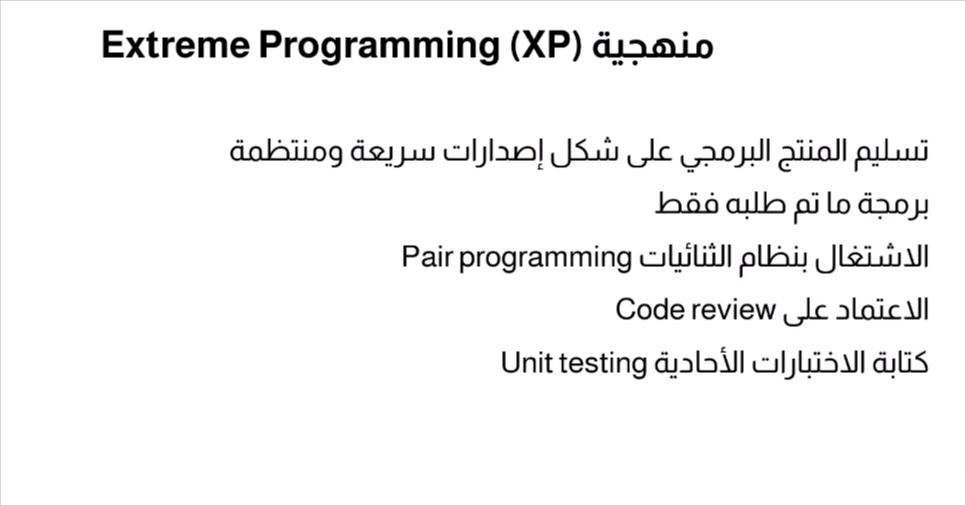 منهجية Extreme Programming (XP)
تسليم المنتج البرمجي على شكل إصدارات سريعة ومنتظمة
برمجة ما تم طلبه فقط
الاشتغال بنظام الثنائيات Pair programming
الاعتماد على Code review
كتابة الاختبارات الأحادية Unit testing